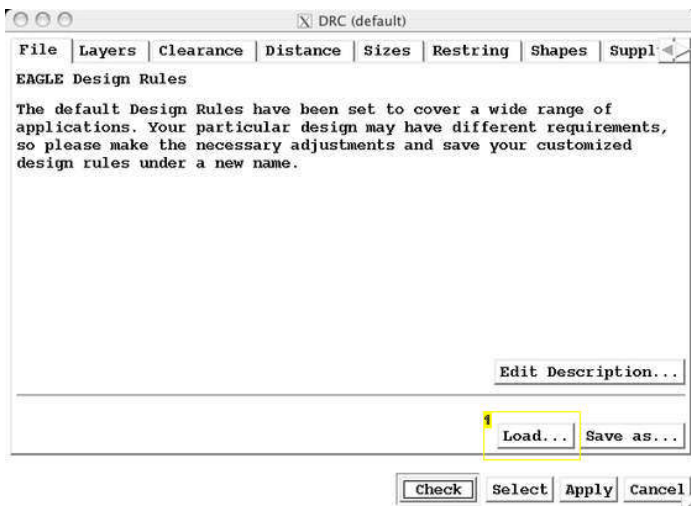 X DRC (default)
File Layers Clearance Distance Sizes Restring Shapes Suppl
EAGLE Design Rules
The default Design Rules have been set to cover a wide range of
applications. Your particular design may have different requirements,
so please make the necessary adjustments and save your customized
design rules under a new name.
Edit Description...
Load... Save as...
Check Select Apply Cancel